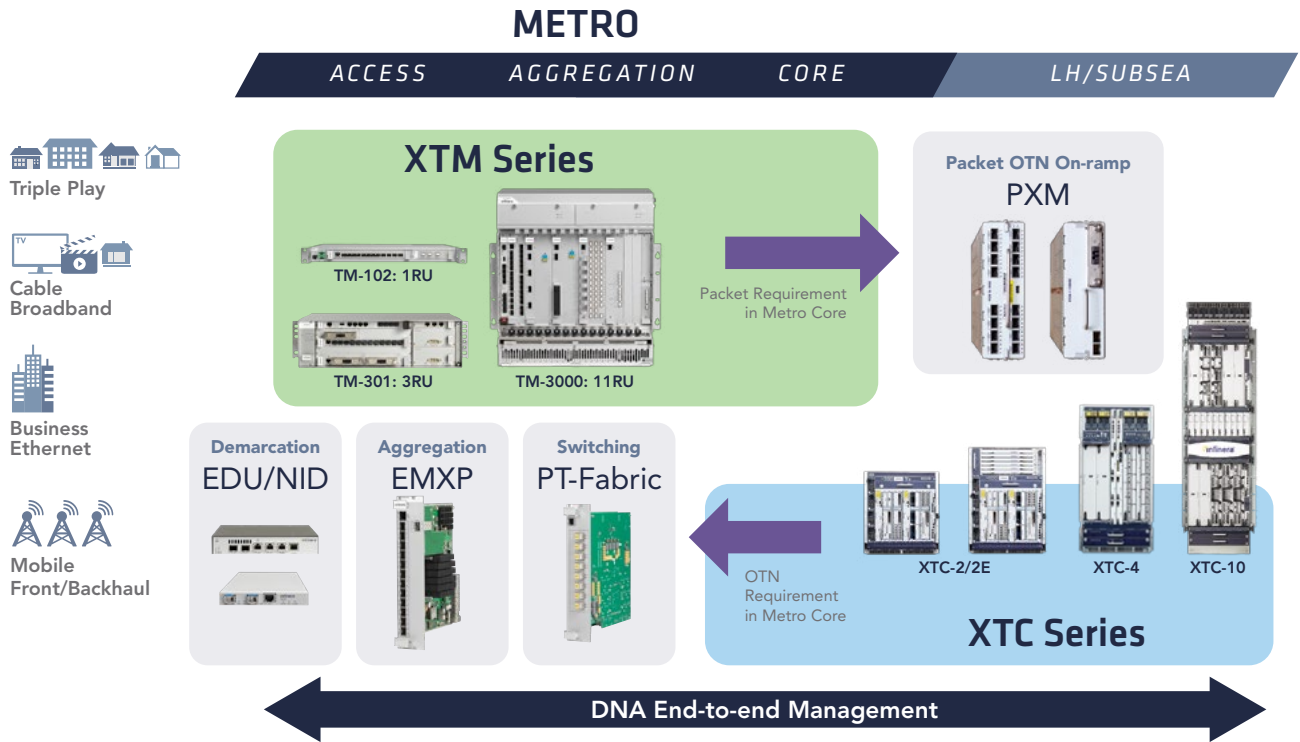 METRO
ACCESS
AGGREGATION
CORE
LH/SUBSEA
Triple Play
TV
Cable
Broadband
Business
Ethernet
Mobile
Front/Backhaul
XTM Series
TM-102: 1RU
TM-301: 3RU
TM-3000: 11RU
Packet Requirement
in Metro Core
Packet OTN On-ramp
PXM
Demarcation
EDU/NID
Aggregation
EMXP
Switching
PT-Fabric
OTN
Requirement
in Metro Core
infinera
XTC-2/2E
XTC-4
XTC-10
XTC Series
DNA End-to-end Management